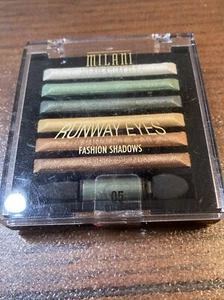 MILANI
RUNWAY EYES
FASHION SHADOWS
05